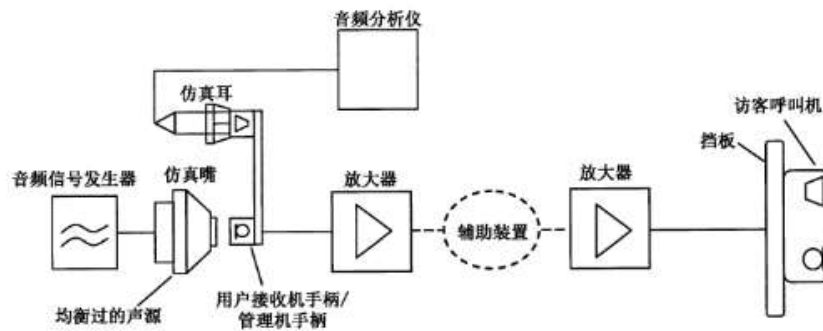 音频分析仪
仿真耳
访客呼叫机
挡板
仿真嘴
音频信号发生器
放大器
放大器
辅助装置
用户接收机手柄/
管理机手柄
均衡过的声源